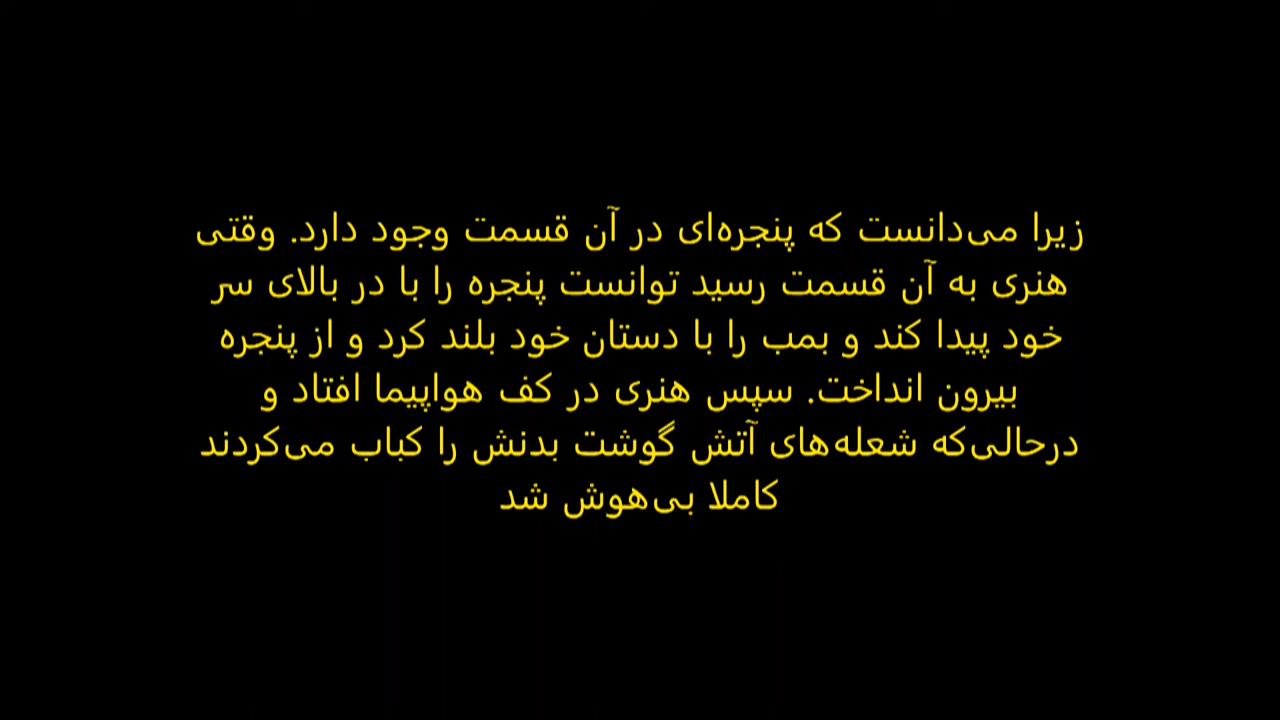 زیرا می‌دانست که پنجره‌ای در آن قسمت وجود دارد. وقتی
هنری به آن قسمت رسید توانست پنجره را با در بالای سر
خود پیدا کند و بمب را با دستان خود بلند کرد و از پنجره
بیرون انداخت. سپس هنری در کف هواپیما افتاد و
درحالی‌که شعله‌های آتش گوشت بدنش را کباب می‌کردند
کاملا بی‌هوش شد